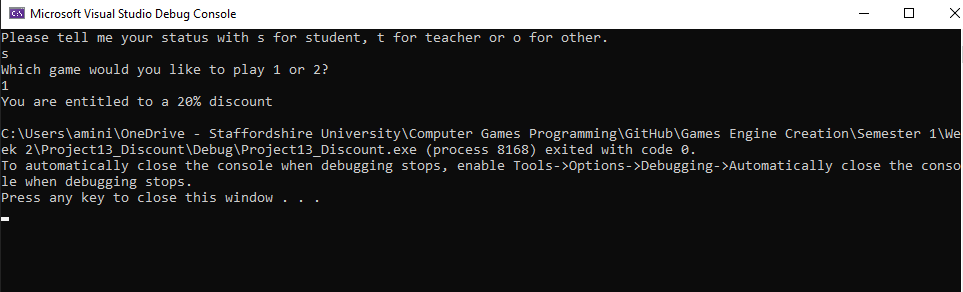 C:\ Microsoft Visual Studio Debug Console
Please tell me your status with s for student, t for teacher or o for other.
s
Which game would you like to play 1 or 2?
1
You are entitled to a 20% discount
C:\Users\amini\OneDrive - Staffordshire University\Computer Games Programming\GitHub\Games Engine Creation\Semester 1\We
ek 2\Project13_Discount\Debug\Project13_Discount.exe (process 8168) exited with code 0.
To automatically close the console when debugging stops, enable Tools->Options->Debugging->Automatically close the conso
le when debugging stops.
Press any key to close this window . . .